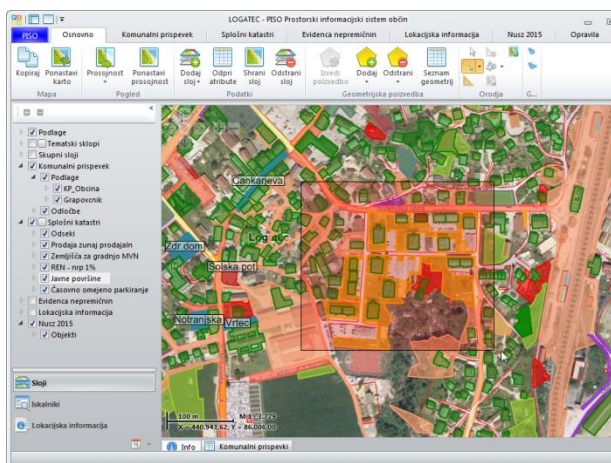 LOGATEC - PISO Prostorski informacijski sistem občin
PISO Osnovno Komunalni prispevek Splošni katastri Evidenca nepremičnin Lokacijska informacija Nusz 2015 Opravila
Kopiraj Ponastavi karto Prosojnost Ponastavi prosojnost Dodaj sloj Odpri atribute Shrani sloj Odstrani sloj Izvedi poizvedbo Dodaj Odstrani Seznam geometrij
Mapa Pogled Podatki Geometrijska poizvedba Orodja G...
Podlage
Tematski sklopi
Skupni sloji
Komunalni prispevek
Podlage
KP_Obcina
Grapovcnik
Odločbe
Splošni katastri
Odseki
Prodaja zunaj prodajaln
Zemljišča za gradnjo MVN
REN - nrp 1%
Javne površine
Časovno omejeno parkiranje
Evidenca nepremičnin
Lokacijska informacija
Nusz 2015
Objekti
Sloji
Iskalniki
Lokacijska informacija
Cankarjeva
Zdr dom
Šolska pot
Notranjska Vrtec
100 m
Info Komunalni prispevki